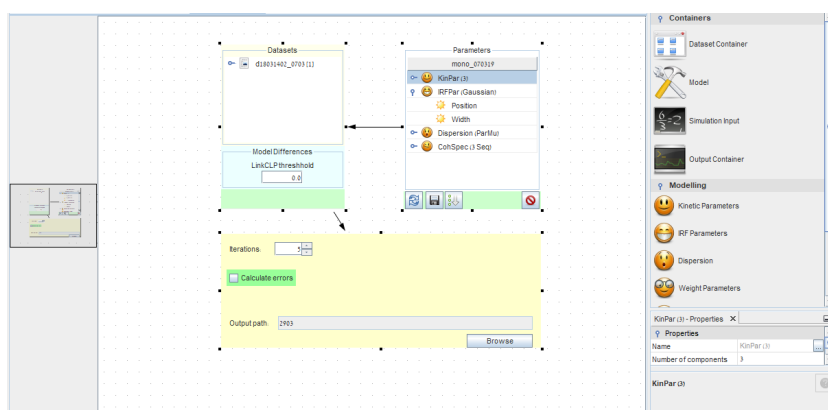 Datasets
d18031402_0703 [1]
Model Differences
LinkCLP threshhold
0.0
Parameters
mono_070319
KinPar (3)
IRFPar (Gaussian)
Position
Width
Dispersion (ParMu)
CohSpec (3 Seq)
Iterations.
5
Calculate errors
Output path. 2903
Browse
Containers
Dataset Container
Model
Simulation Input
Output Container
Modelling
Kinetic Parameters
IRF Parameters
Dispersion
Weight Parameters
KinPar (3) - Properties
Properties
Name KinPar (3) ...
Number of components 3
KinPar (3)